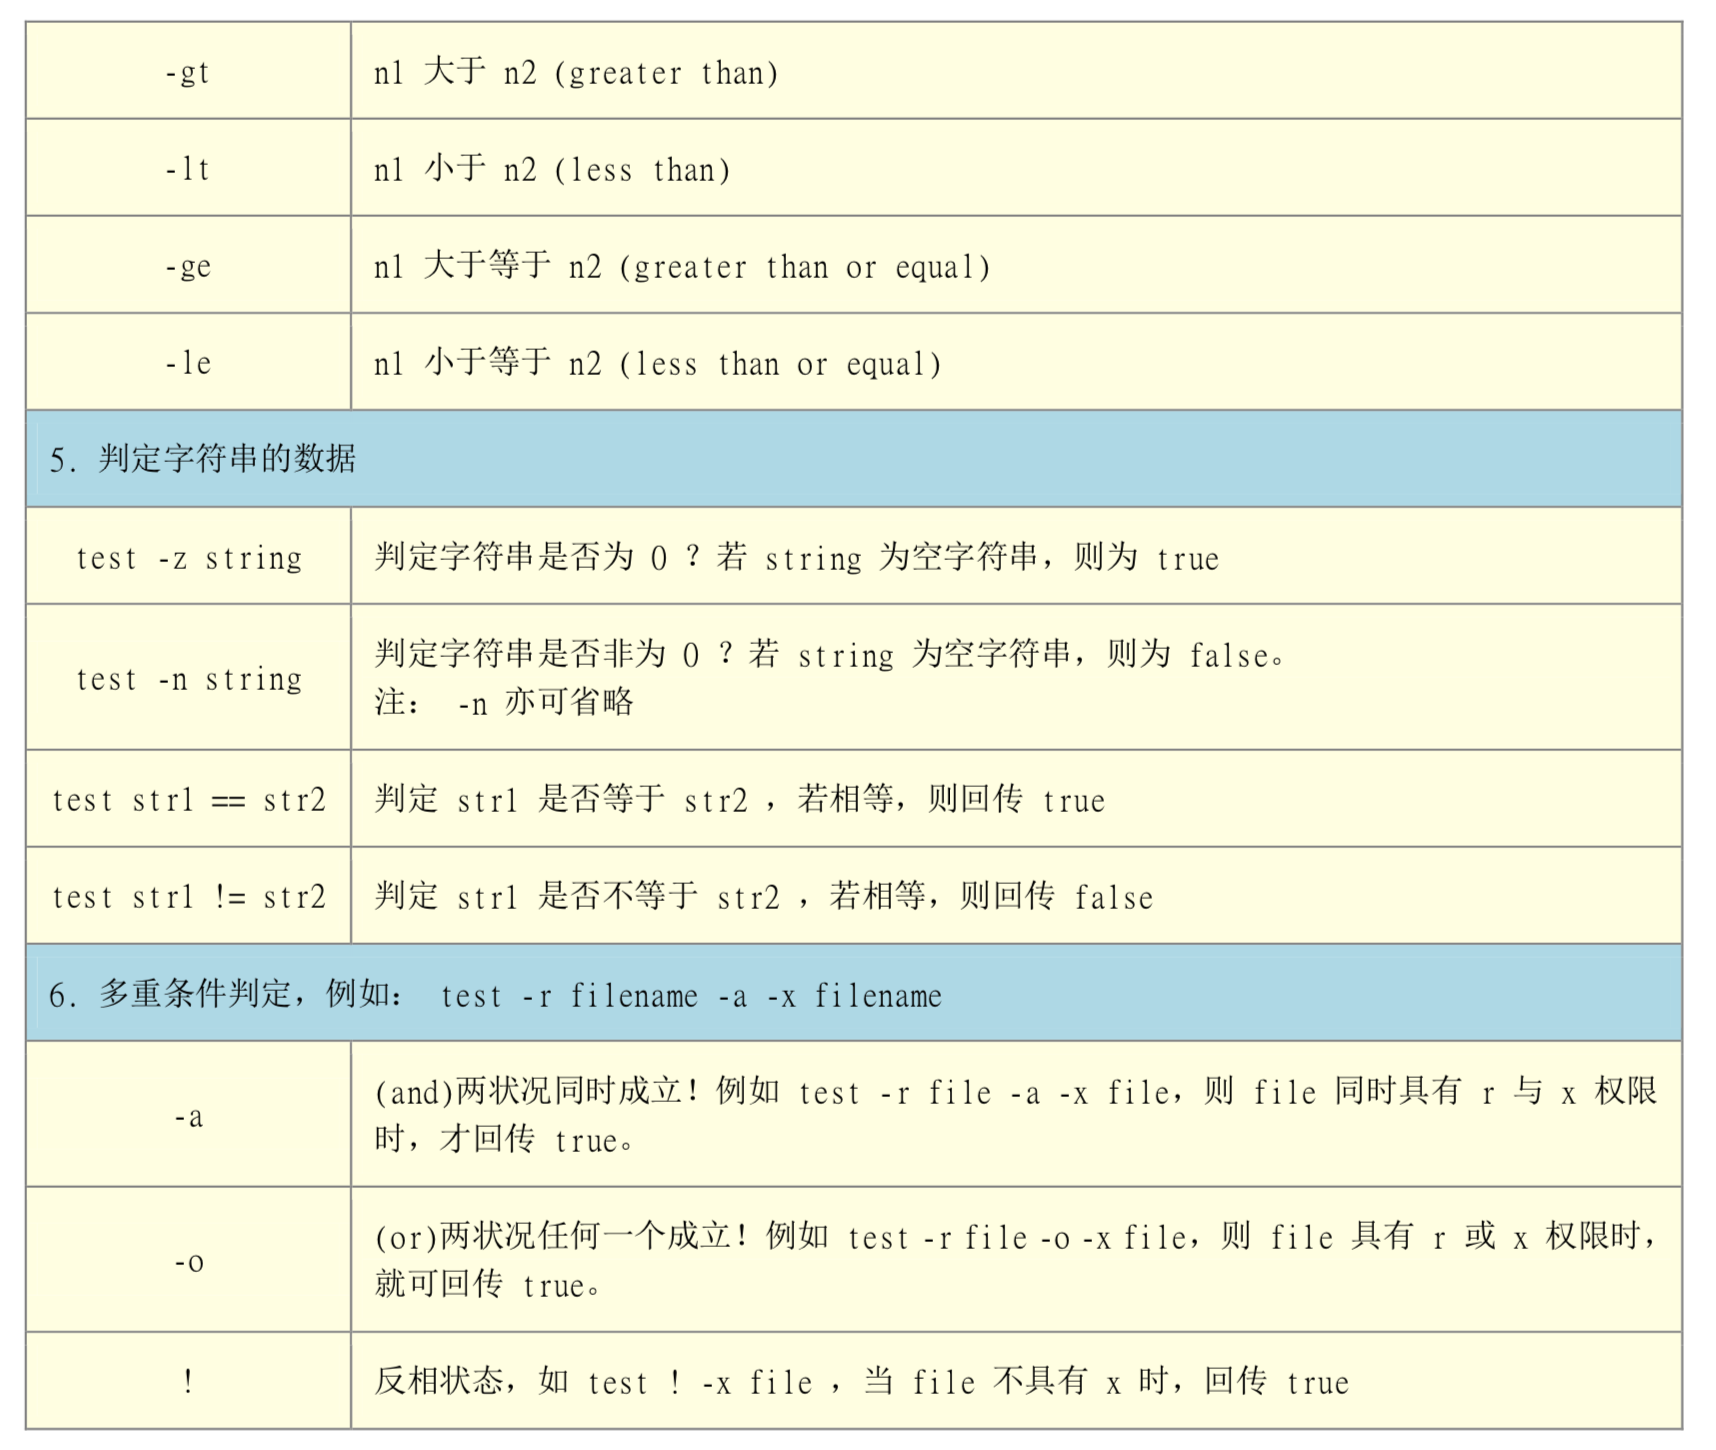 -gt
n1 大于 n2 (greater than)
-lt
n1 小于 n2 (less than)
-ge
n1 大于等于 n2 (greater than or equal)
-le
n1 小于等于 n2 (less than or equal)
5. 判定字符串的数据
test -z string
判定字符串是否为 0 ？若 string 为空字符串，则为 true
test -n string
判定字符串是否非为 0 ？若 string 为空字符串，则为 false。
注： -n 亦可省略
test str1 == str2
判定 str1 是否等于 str2 ，若相等，则回传 true
test str1 != str2
判定 str1 是否不等于 str2 ，若相等，则回传 false
6. 多重条件判定，例如： test -r filename -a -x filename
-a
(and)两状况同时成立！例如 test -r file -a -x file，则 file 同时具有 r 与 x 权限
时，才回传 true。
-o
(or)两状况任何一个成立！例如 test -r file -o -x file，则 file 具有 r 或 x 权限时，
就可回传 true。
!
反相状态，如 test ! -x file ，当 file 不具有 x 时，回传 true